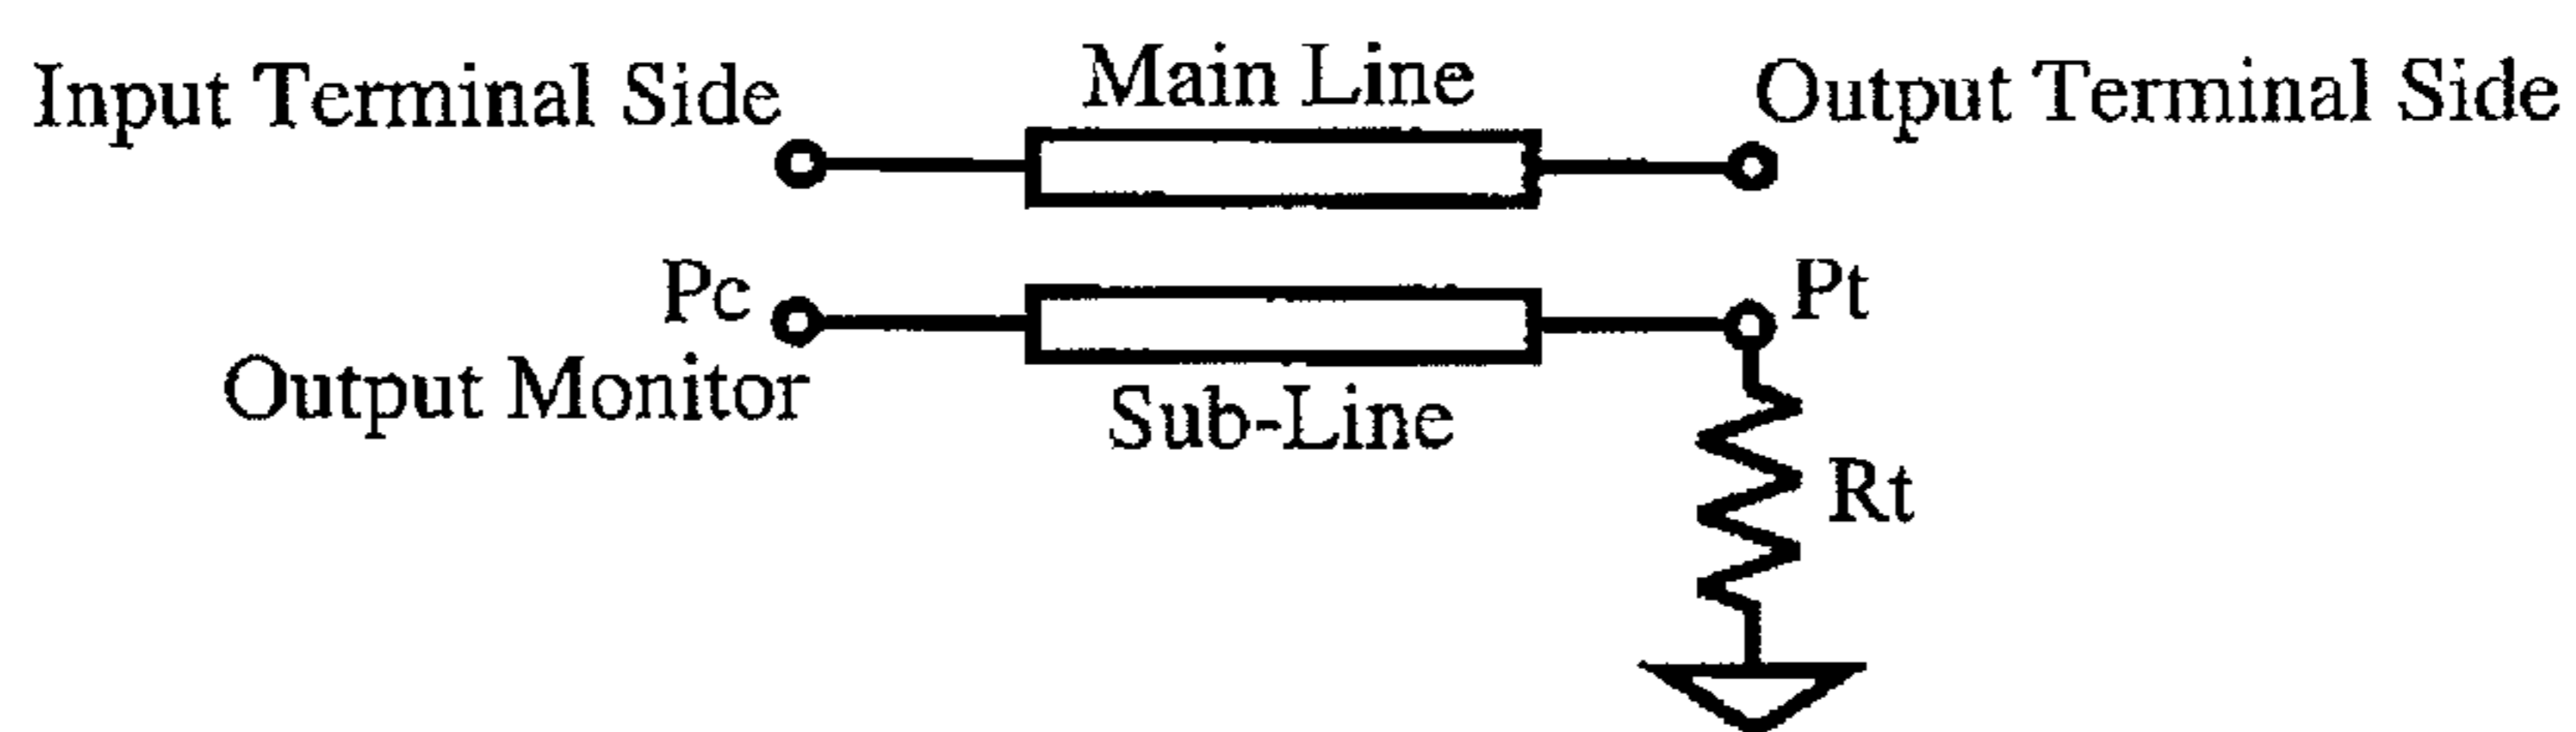 Input Terminal Side
Main Line
Output Terminal Side
Pc
Output Monitor
Sub-Line
Pt
Rt